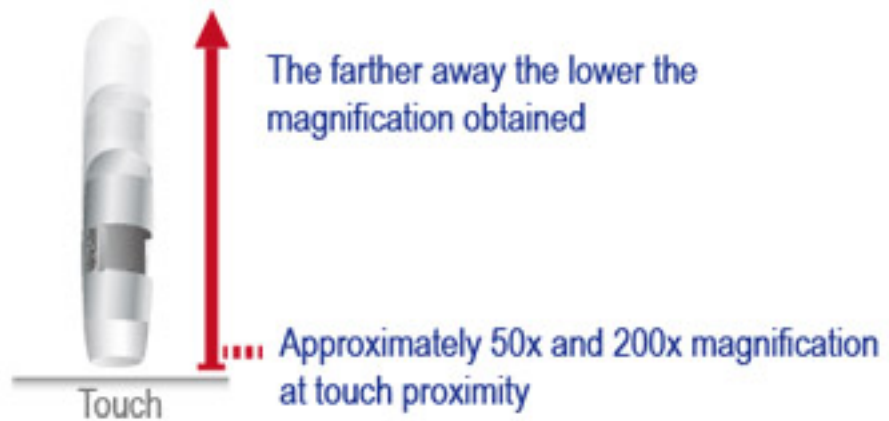 The farther away the lower the
magnification obtained
Approximately 50x and 200x magnification
at touch proximity
Touch